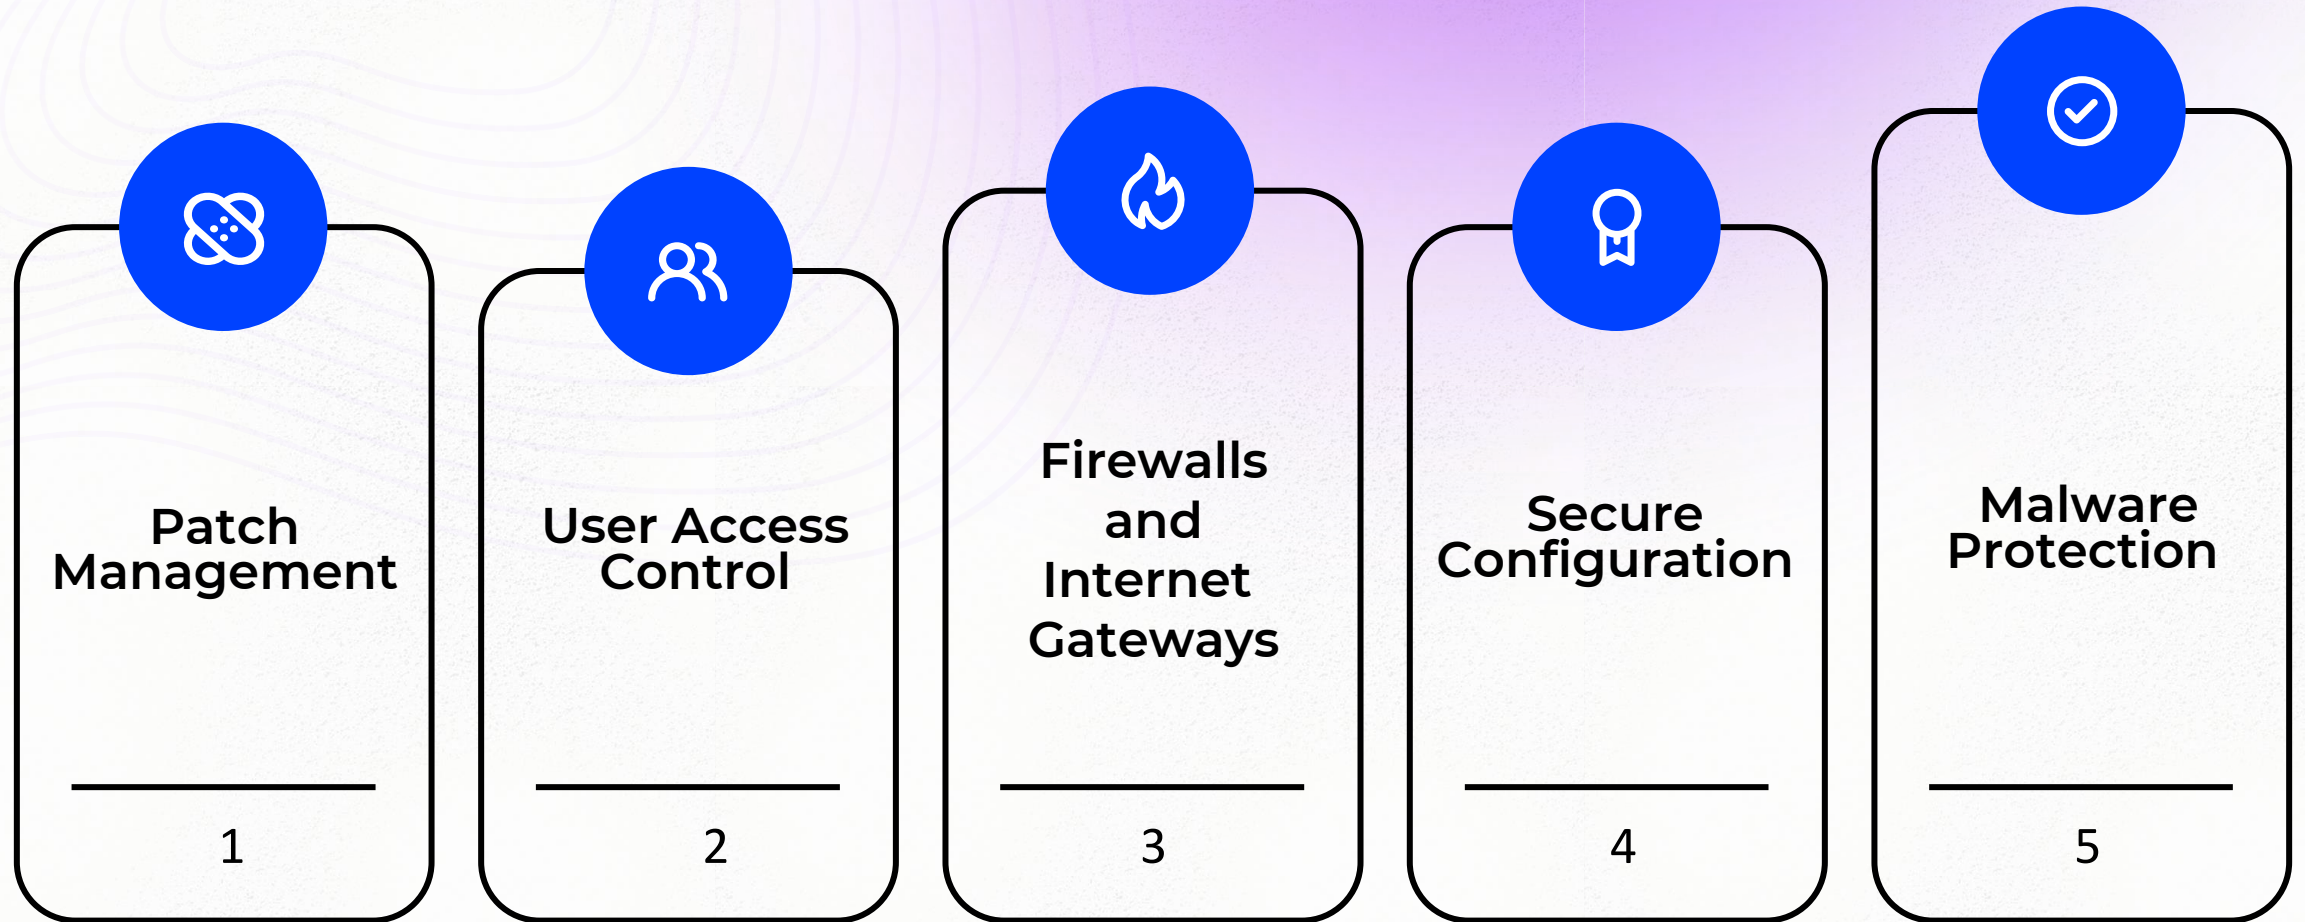 Patch
Management
1
User Access
Control
2
Firewalls
and
Internet
Gateways
3
Secure
Configuration
4
Malware
Protection
5